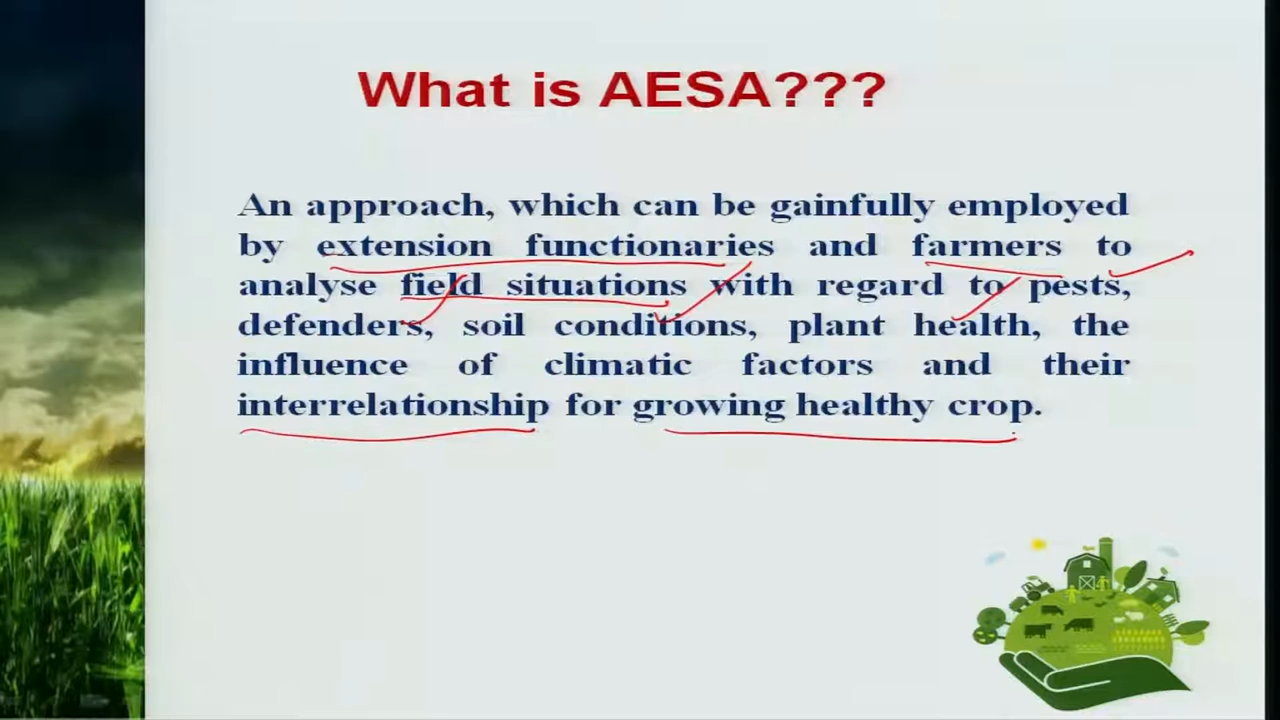 What is AESA???
An approach, which can be gainfully employed
by extension functionaries and farmers to
analyse field situations with regard to pests,
defenders, soil conditions, plant health, the
influence of climatic factors and their
interrelationship for growing healthy crop.